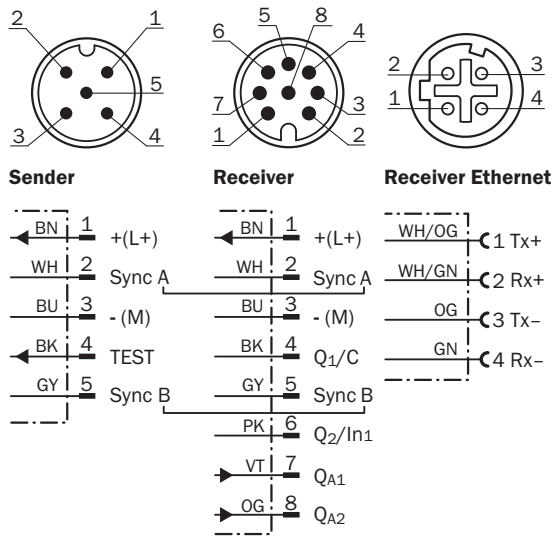 2 1
5
3 4
5 8
6 4
7 3
1 2
2 3
1 4
Sender
BN 1 +(L+)
WH 2 Sync A
BU 3 - (M)
BK 4 TEST
GY 5 Sync B
Receiver
BN 1 +(L+)
WH 2 Sync A
BU 3 - (M)
BK 4 Q1/C
GY 5 Sync B
PK 6 Q2/In1
VT 7 QA1
OG 8 QA2
Receiver Ethernet
WH/OG 1 Tx+
WH/GN 2 Rx+
OG 3 Tx–
GN 4 Rx–